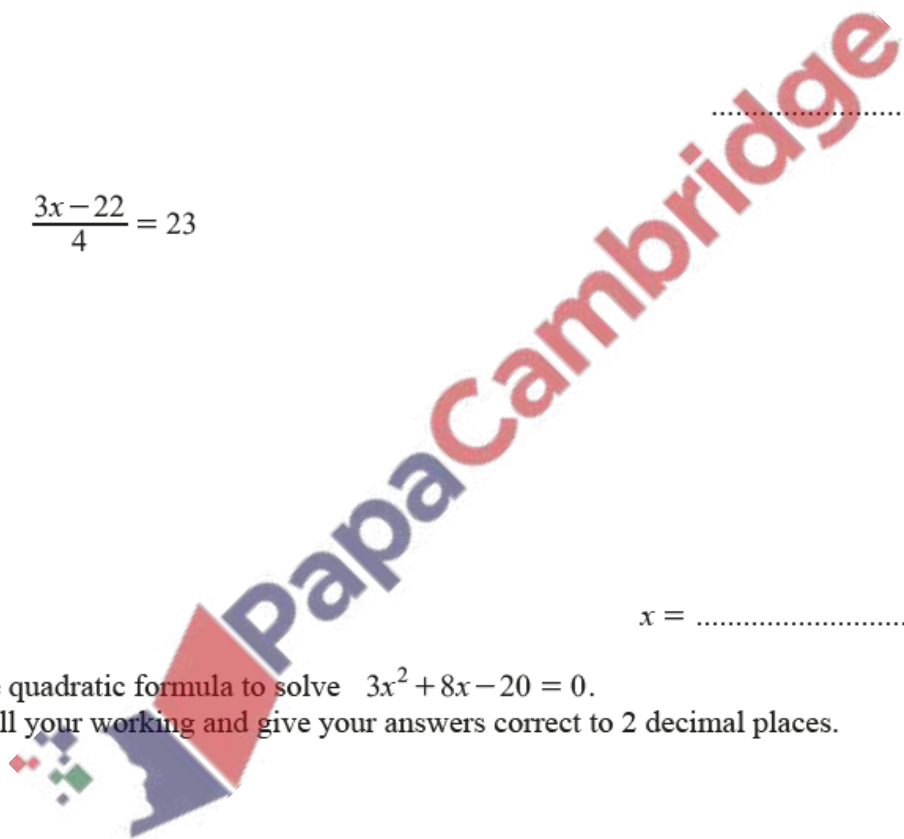 ........................
(3x − 22)/4 = 23
PapaCambridge
x = ..........................
quadratic formula to solve 3x² + 8x − 20 = 0.
ll your working and give your answers correct to 2 decimal places.